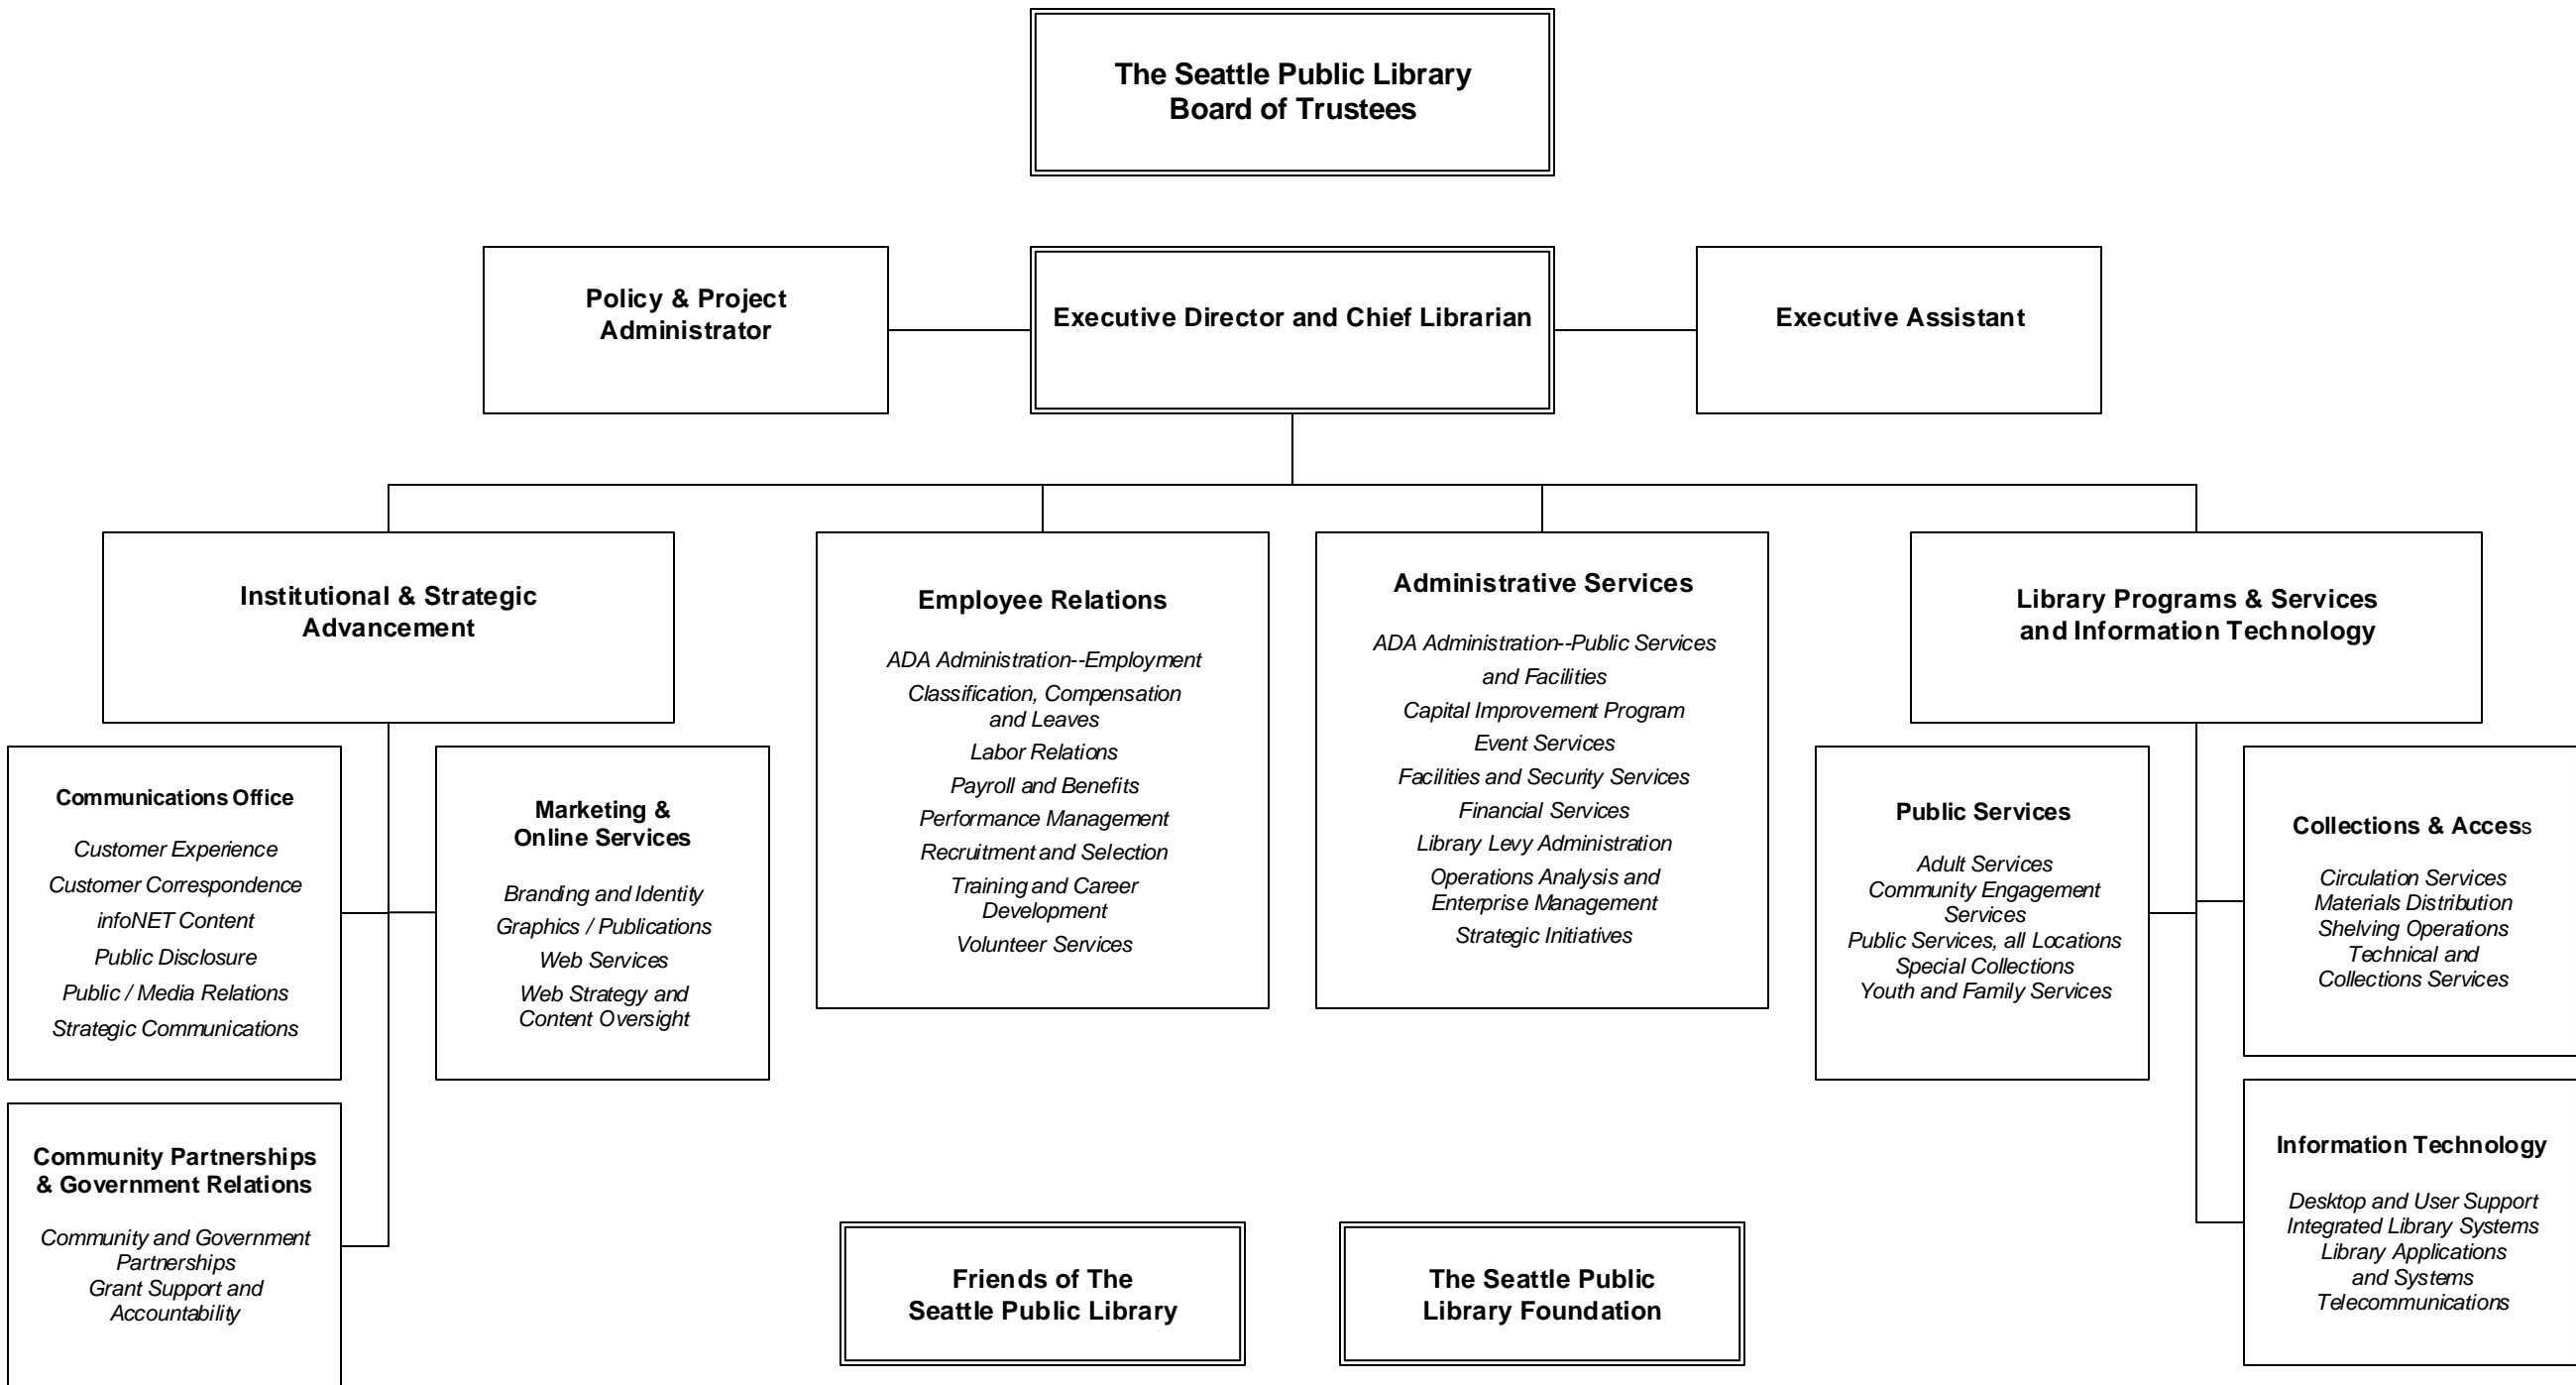 The Seattle Public Library
Board of Trustees
Policy & Project
Administrator
Executive Director and Chief Librarian
Executive Assistant
Institutional & Strategic
Advancement
Employee Relations
ADA Administration--Employment
Classification, Compensation
and Leaves
Labor Relations
Payroll and Benefits
Performance Management
Recruitment and Selection
Training and Career
Development
Volunteer Services
Administrative Services
ADA Administration--Public Services
and Facilities
Capital Improvement Program
Event Services
Facilities and Security Services
Financial Services
Library Levy Administration
Operations Analysis and
Enterprise Management
Strategic Initiatives
Library Programs & Services
and Information Technology
Communications Office
Customer Experience
Customer Correspondence
infoNET Content
Public Disclosure
Public / Media Relations
Strategic Communications
Marketing &
Online Services
Branding and Identity
Graphics / Publications
Web Services
Web Strategy and
Content Oversight
Public Services
Adult Services
Community Engagement
Services
Public Services, all Locations
Special Collections
Youth and Family Services
Collections & Access
Circulation Services
Materials Distribution
Shelving Operations
Technical and
Collections Services
Community Partnerships
& Government Relations
Community and Government
Partnerships
Grant Support and
Accountability
Friends of The
Seattle Public Library
The Seattle Public
Library Foundation
Information Technology
Desktop and User Support
Integrated Library Systems
Library Applications
and Systems
Telecommunications